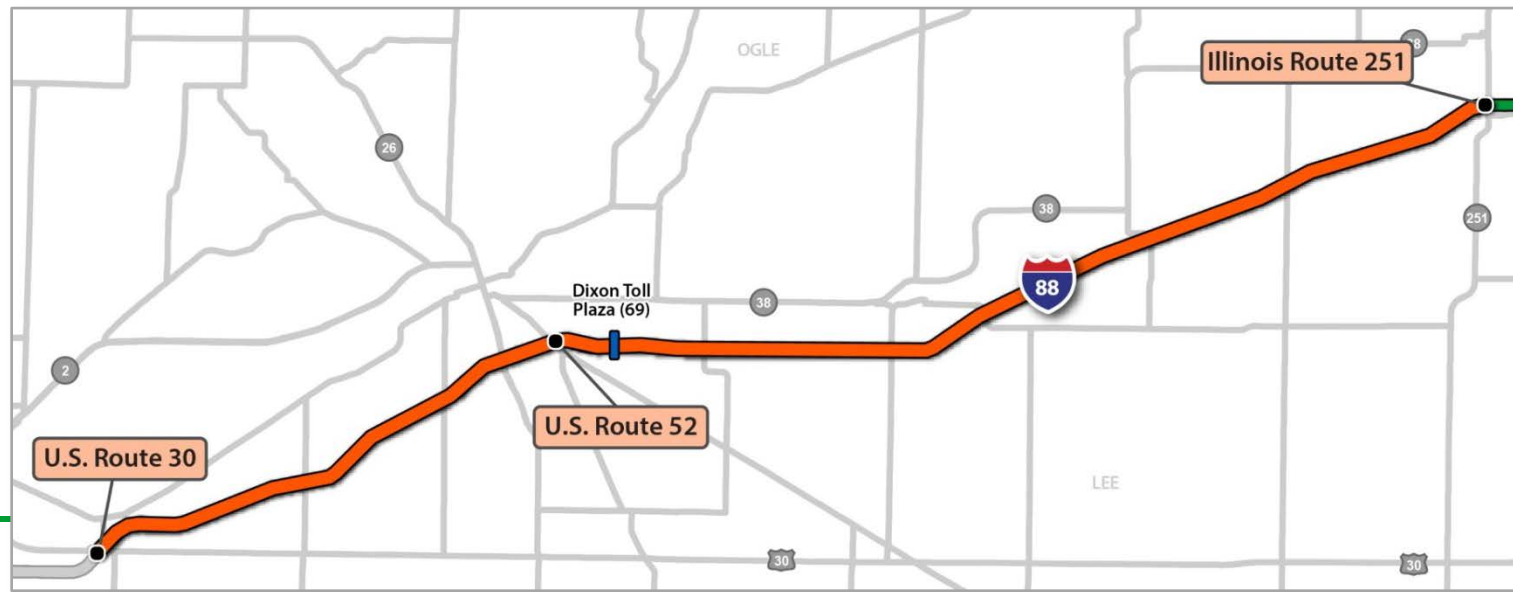 OGLE
38
Illinois Route 251
26
38
251
88
Dixon Toll
Plaza (69)
38
2
U.S. Route 52
U.S. Route 30
LEE
30
30